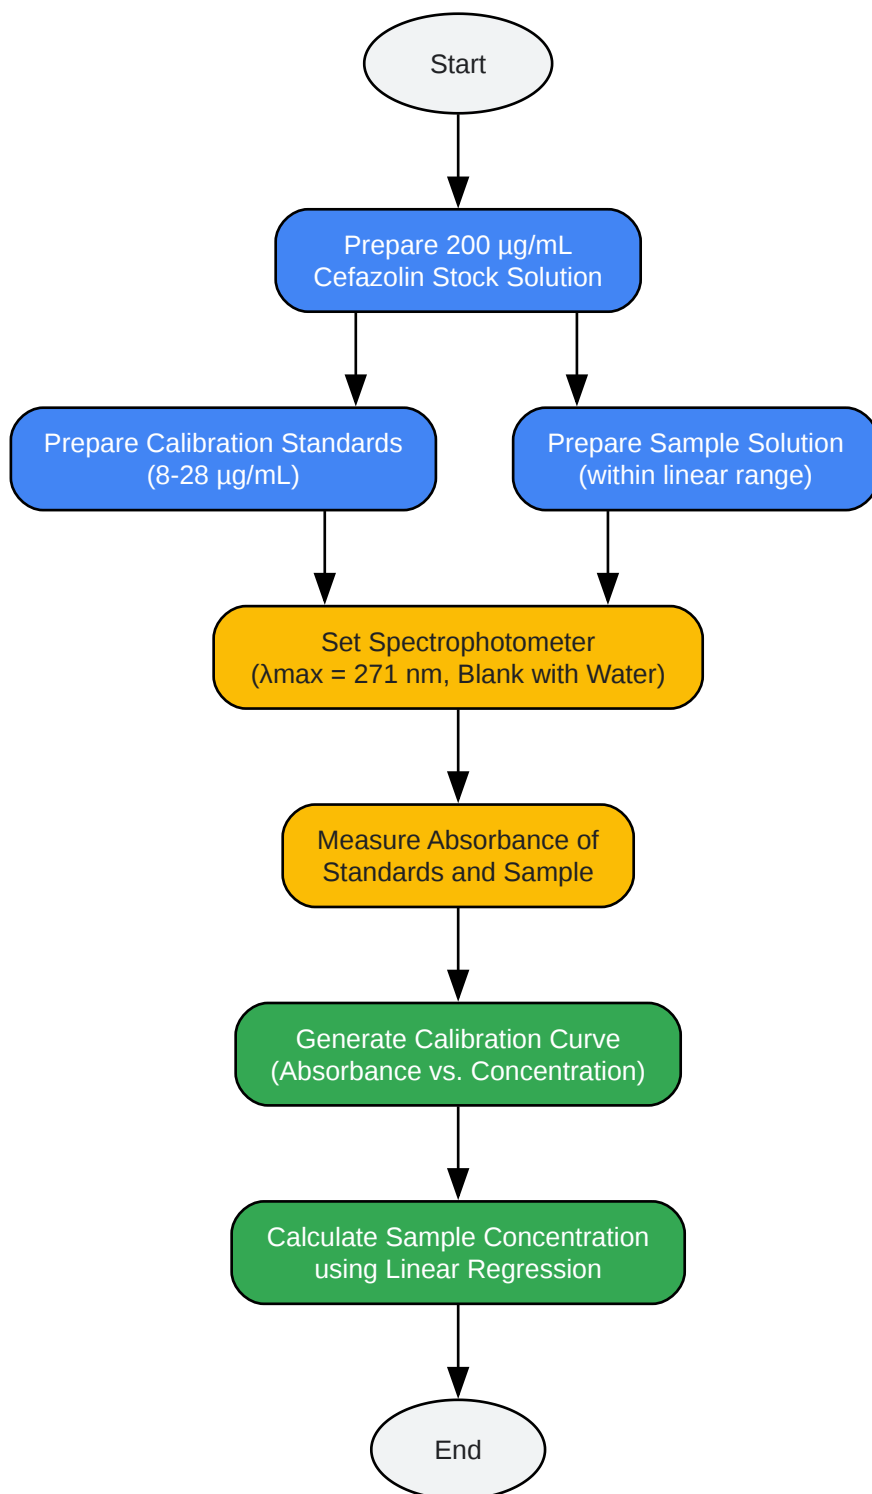 Start
Prepare 200 µg/mL
Cefazolin Stock Solution
Prepare Calibration Standards
(8-28 µg/mL)
Prepare Sample Solution
(within linear range)
Set Spectrophotometer
(λmax = 271 nm, Blank with Water)
Measure Absorbance of
Standards and Sample
Generate Calibration Curve
(Absorbance vs. Concentration)
Calculate Sample Concentration
using Linear Regression
End